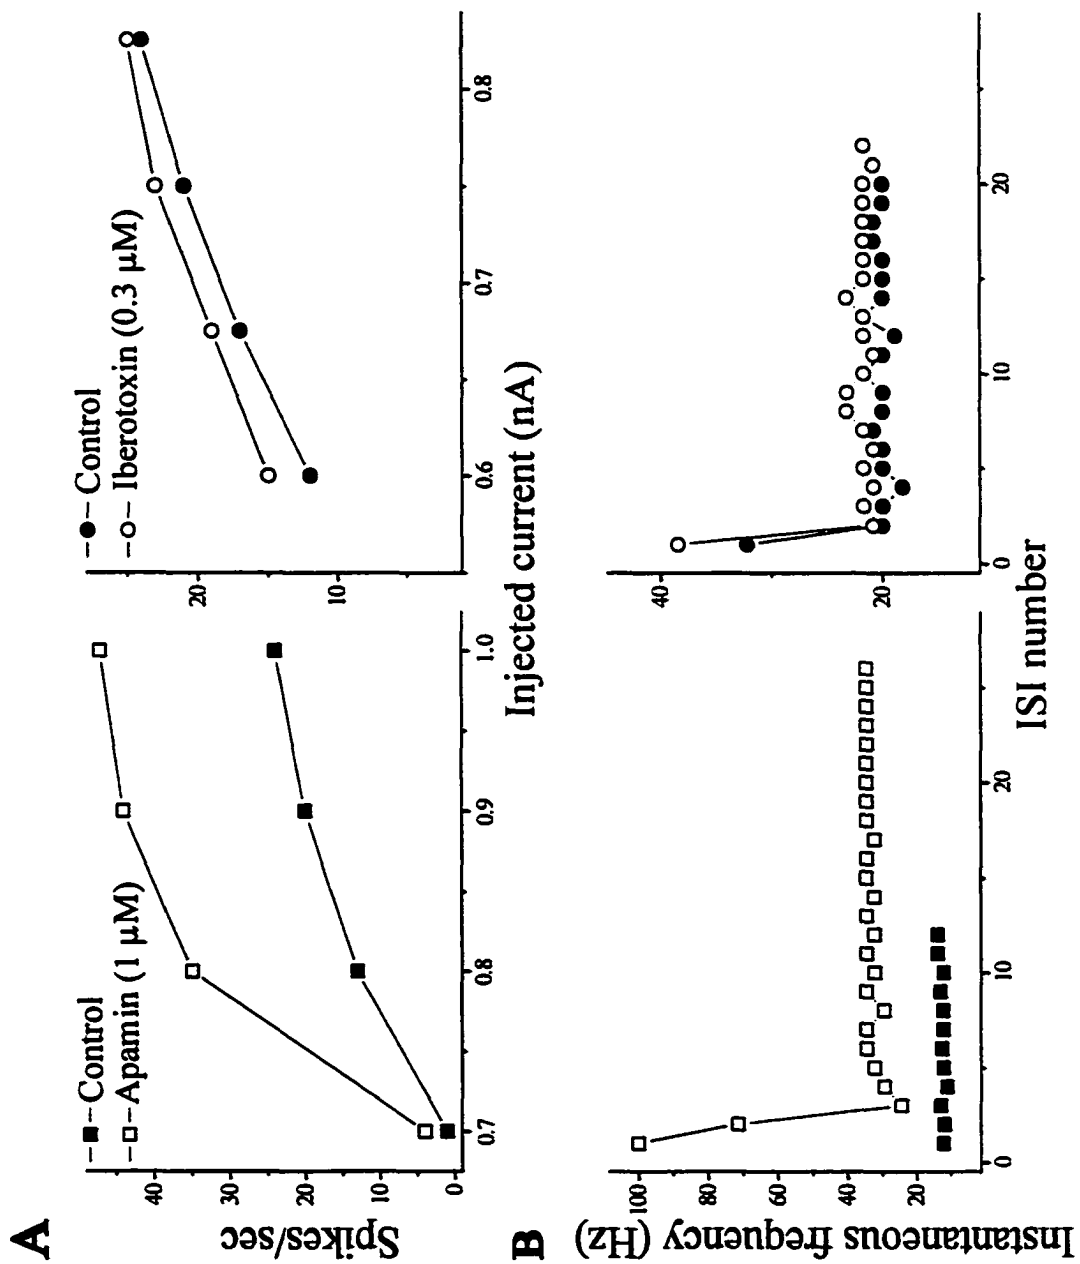 A
Spikes/sec
40
30
20
10
0
■ Control
□ Apamin (1 µM)
0.7
0.8
0.9
1.0
20
10
● Control
○ Iberotoxin (0.3 µM)
0.6
0.7
0.8
Injected current (nA)
B
Instantaneous frequency (Hz)
100
80
60
40
20
0
10
20
40
20
0
10
20
ISI number